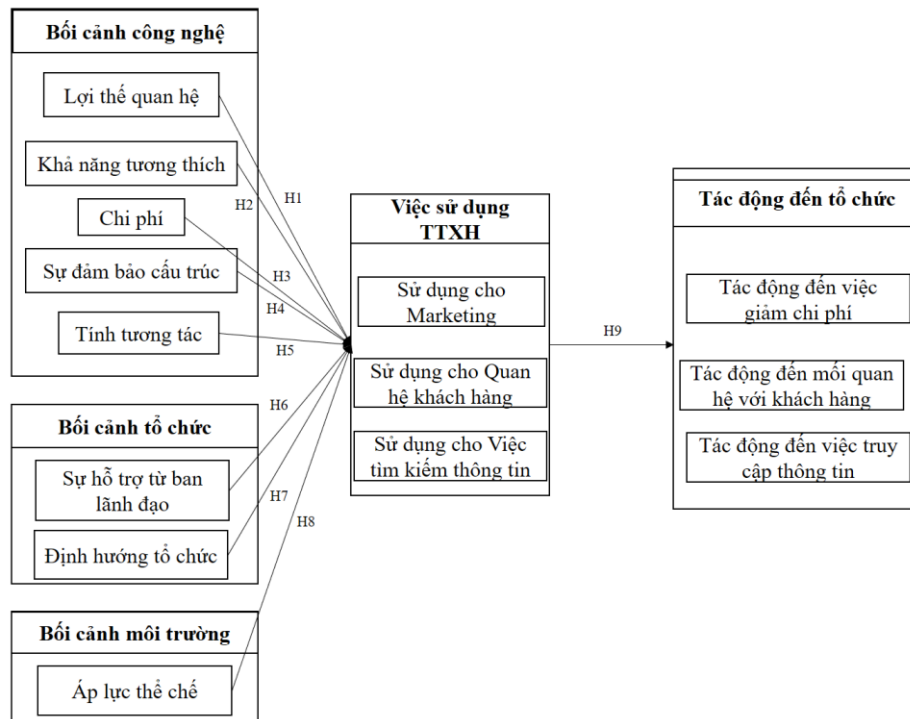 Bối cảnh công nghệ
Lợi thế quan hệ
Khả năng tương thích
Chi phí
Sự đảm bảo cấu trúc
Tính tương tác
Bối cảnh tổ chức
Sự hỗ trợ từ ban
lãnh đạo
Định hướng tổ chức
Bối cảnh môi trường
Áp lực thể chế
H1
H2
H3
H4
H5
H6
H7
H8
Việc sử dụng
TTXH
Sử dụng cho
Marketing
Sử dụng cho Quan
hệ khách hàng
Sử dụng cho Việc
tìm kiếm thông tin
H9
Tác động đến tổ chức
Tác động đến việc
giảm chi phí
Tác động đến mối quan
hệ với khách hàng
Tác động đến việc truy
cập thông tin